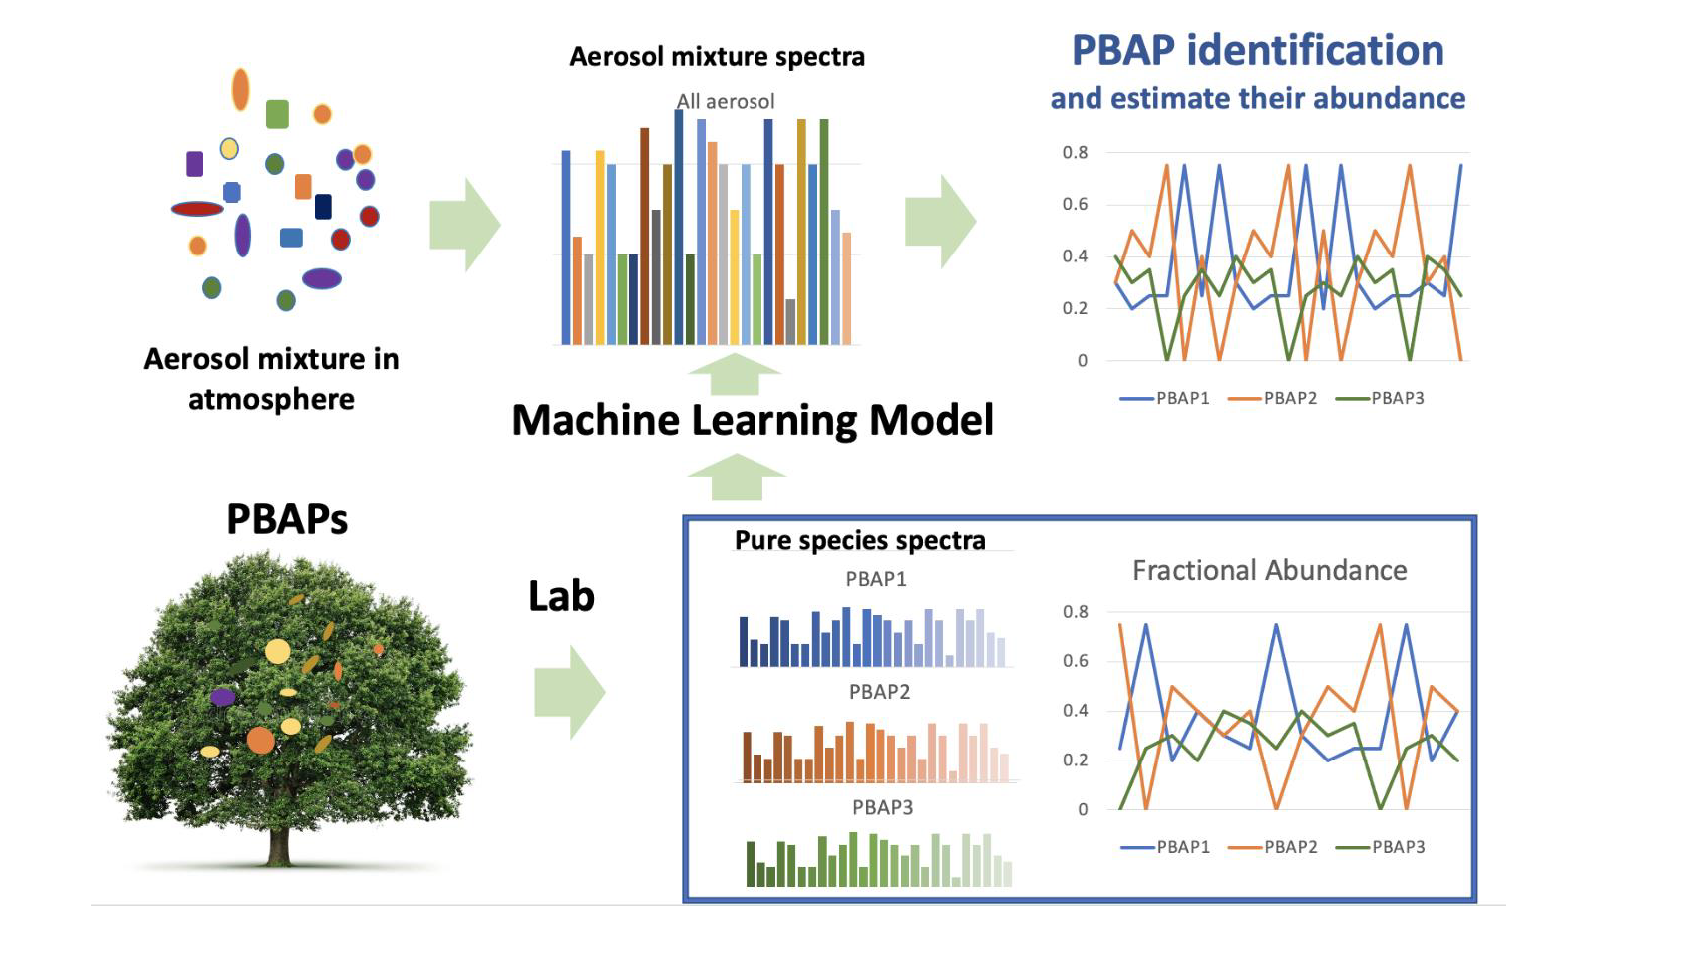 Aerosol mixture in
atmosphere
Aerosol mixture spectra
All aerosol
PBAP identification
and estimate their abundance
0.8
0.6
0.4
0.2
0
PBAP1 PBAP2 PBAP3
Machine Learning Model
PBAPs
Lab
Pure species spectra
PBAP1
PBAP2
PBAP3
Fractional Abundance
0.8
0.6
0.4
0.2
0
PBAP1 PBAP2 PBAP3